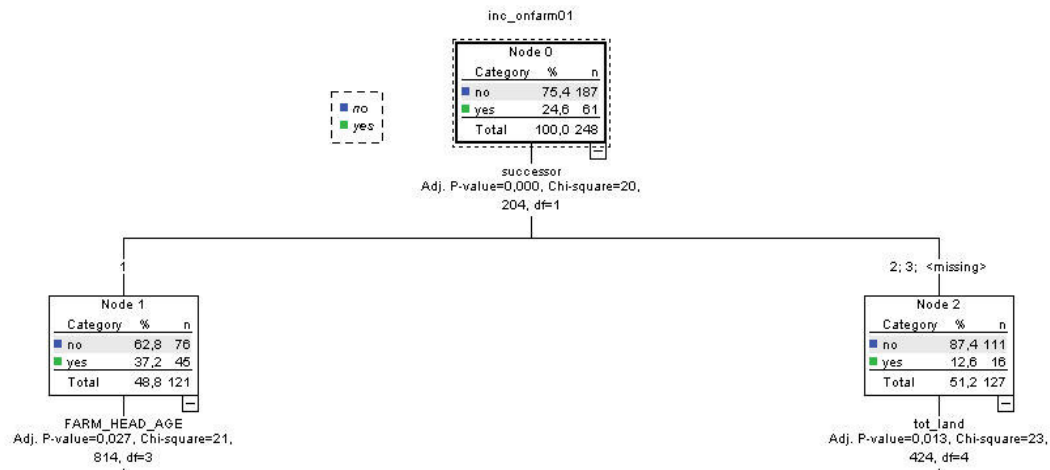 inc_onfarm01
Node 0
Category % n
no 75,4 187
yes 24,6 61
Total 100,0 248
no
yes
successor
Adj. P-value=0,000, Chi-square=20,
204, df=1
1
2; 3; <missing>
Node 1
Category % n
no 62,8 76
yes 37,2 45
Total 48,8 121
Node 2
Category % n
no 87,4 111
yes 12,6 16
Total 51,2 127
FARM_HEAD_AGE
Adj. P-value=0,027, Chi-square=21,
814, df=3
tot_land
Adj. P-value=0,013, Chi-square=23,
424, df=4